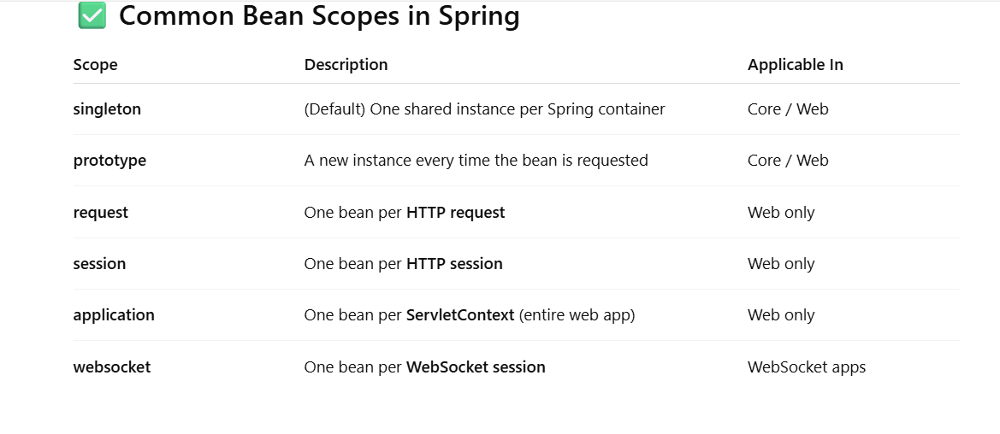 ✅ Common Bean Scopes in Spring
Scope Description Applicable In
singleton (Default) One shared instance per Spring container Core / Web
prototype A new instance every time the bean is requested Core / Web
request One bean per HTTP request Web only
session One bean per HTTP session Web only
application One bean per ServletContext (entire web app) Web only
websocket One bean per WebSocket session WebSocket apps